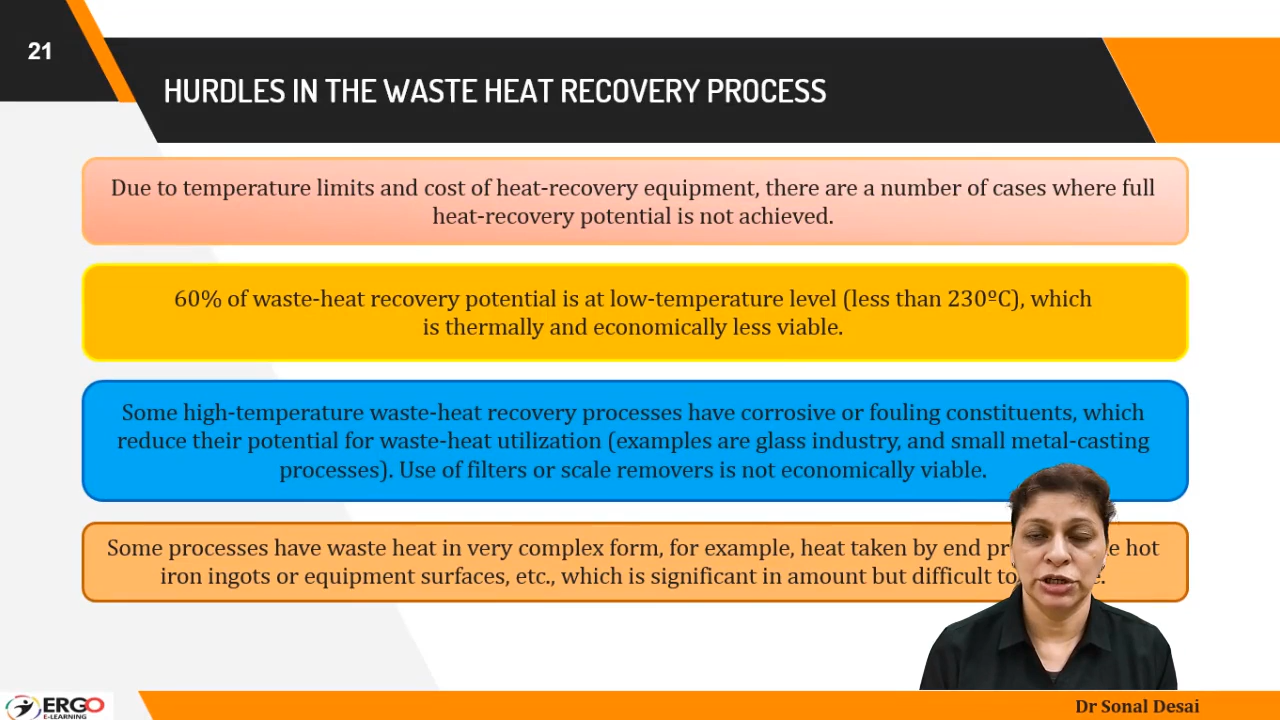 21
HURDLES IN THE WASTE HEAT RECOVERY PROCESS
Due to temperature limits and cost of heat-recovery equipment, there are a number of cases where full
heat-recovery potential is not achieved.
60% of waste-heat recovery potential is at low-temperature level (less than 230ºC), which
is thermally and economically less viable.
Some high-temperature waste-heat recovery processes have corrosive or fouling constituents, which
reduce their potential for waste-heat utilization (examples are glass industry, and small metal-casting
processes). Use of filters or scale removers is not economically viable.
Some processes have waste heat in very complex form, for example, heat taken by end hot
iron ingots or equipment surfaces, etc., which is significant in amount but difficult to
ERGO
E-LEARNING
Dr Sonal Desai